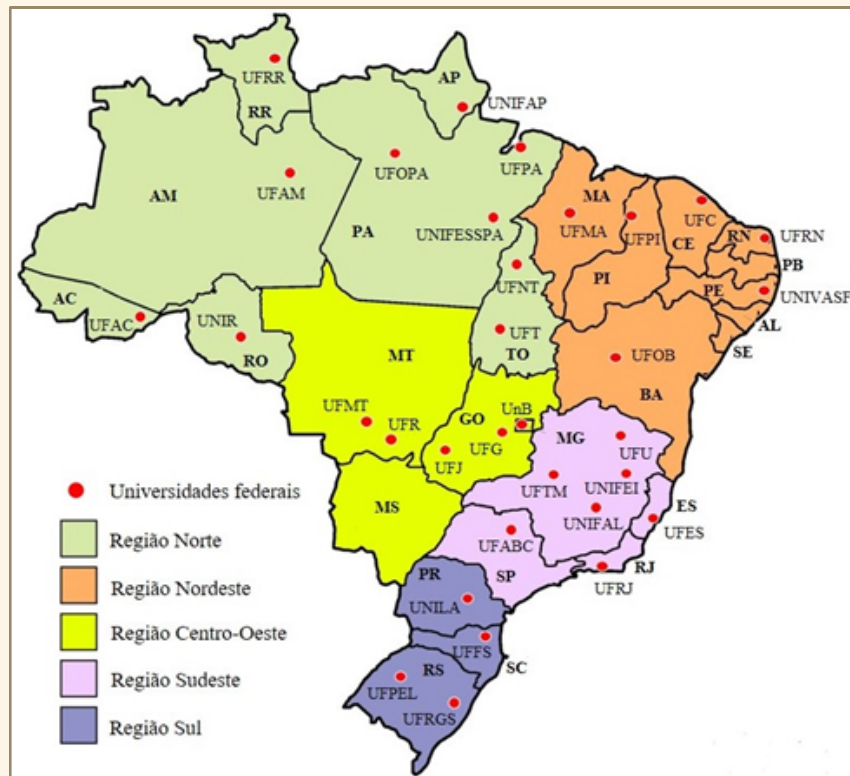 UFRR
RR
AP
UNIFAP
UFPA
UFOPA
UFAM
AM
PA
UNIFESSPA
MA
UFMA
UFPI
UFC
CE
RN
UFRN
PB
PI
PE
UNIVASF
AL
SE
AC
UFAC
UNIR
RO
UFNT
UFT
TO
UFOB
BA
MT
UFMT
UFR
GO
UnB
UFG
UFJ
MG
UFU
UFTM
UNIFEI
UNIFAL
ES
UFES
MS
UFABC
SP
RJ
UFRJ
PR
UNILA
UFFS
SC
RS
UFPEL
UFRGS
Universidades federais
Região Norte
Região Nordeste
Região Centro-Oeste
Região Sudeste
Região Sul